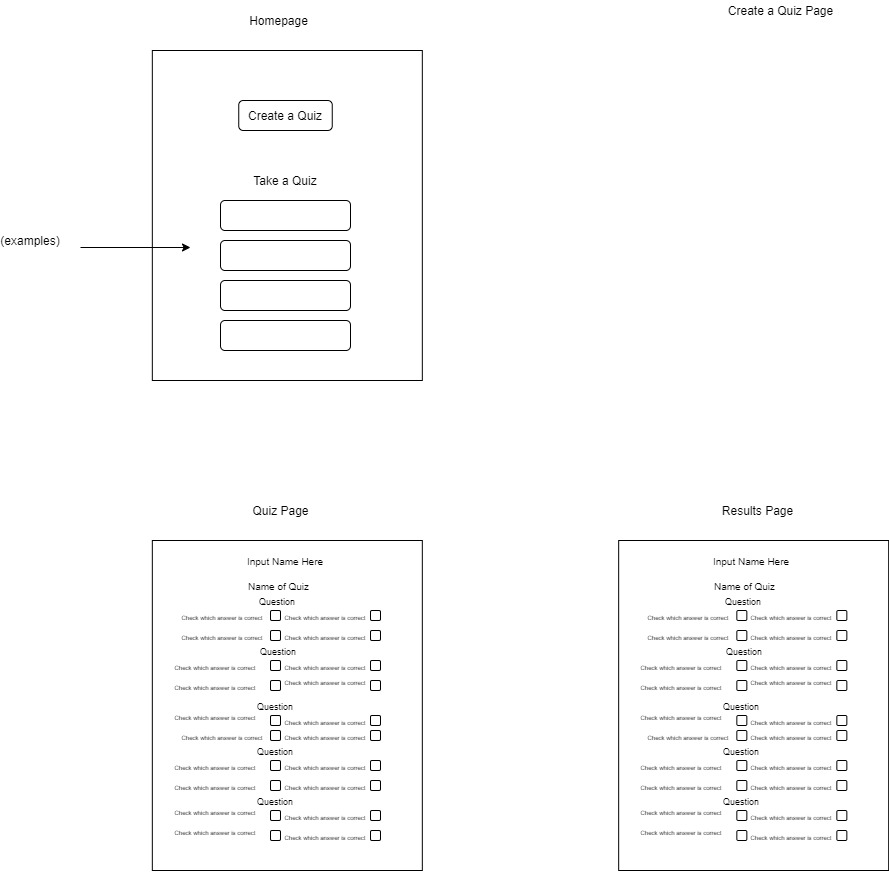 Homepage
Create a Quiz Page
Create a Quiz
Take a Quiz
(examples)
Quiz Page
Input Name Here
Name of Quiz
Question
Check which answer is correct Check which answer is correct
Check which answer is correct Check which answer is correct
Question
Check which answer is correct Check which answer is correct
Check which answer is correct Check which answer is correct
Question
Check which answer is correct Check which answer is correct
Check which answer is correct Check which answer is correct
Question
Check which answer is correct Check which answer is correct
Check which answer is correct Check which answer is correct
Question
Check which answer is correct Check which answer is correct
Check which answer is correct Check which answer is correct
Results Page
Input Name Here
Name of Quiz
Question
Check which answer is correct Check which answer is correct
Check which answer is correct Check which answer is correct
Question
Check which answer is correct Check which answer is correct
Check which answer is correct Check which answer is correct
Question
Check which answer is correct Check which answer is correct
Check which answer is correct Check which answer is correct
Question
Check which answer is correct Check which answer is correct
Check which answer is correct Check which answer is correct
Question
Check which answer is correct Check which answer is correct
Check which answer is correct Check which answer is correct